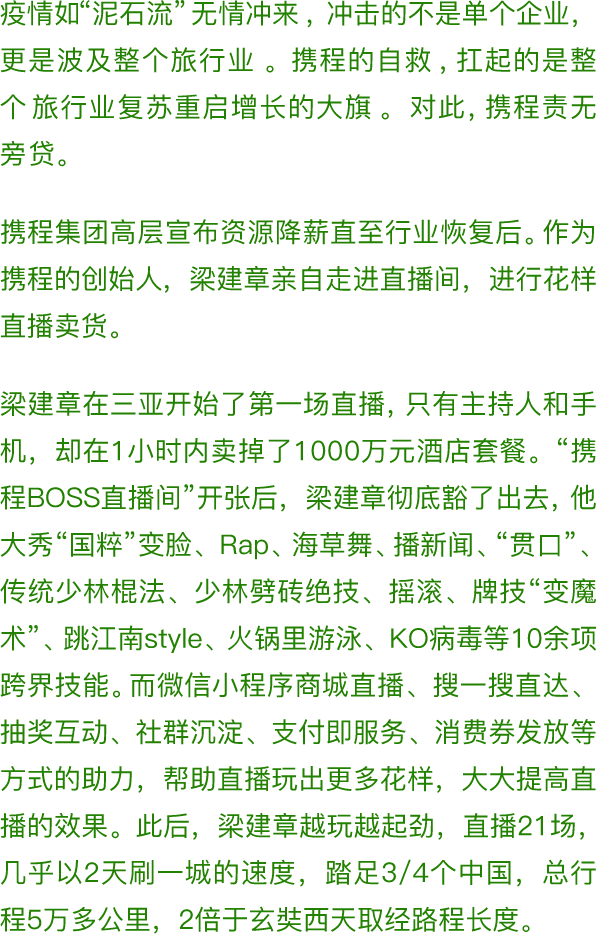 疫情如“泥石流”无情冲来，冲击的不是单个企业，
更是波及整个旅行业。携程的自救，扛起的是整
个旅行业复苏重启增长的大旗。对此，携程责无
旁贷。
携程集团高层宣布资源降薪直至行业恢复后。作为
携程的创始人，梁建章亲自走进直播间，进行花样
直播卖货。
梁建章在三亚开始了第一场直播，只有主持人和手
机，却在1小时内卖掉了1000万元酒店套餐。“携
程BOSS直播间”开张后，梁建章彻底豁了出去，他
大秀“国粹”变脸、Rap、海草舞、播新闻、“贯口”、
传统少林棍法、少林劈砖绝技、摇滚、牌技“变魔
术”、跳江南style、火锅里游泳、KO病毒等10余项
跨界技能。而微信小程序商城直播、搜一搜直达、
抽奖互动、社群沉淀、支付即服务、消费券发放等
方式的助力，帮助直播玩出更多花样，大大提高直
播的效果。此后，梁建章越玩越起劲，直播21场，
几乎以2天刷一城的速度，踏足3/4个中国，总行
程5万多公里，2倍于玄奘西天取经路程长度。